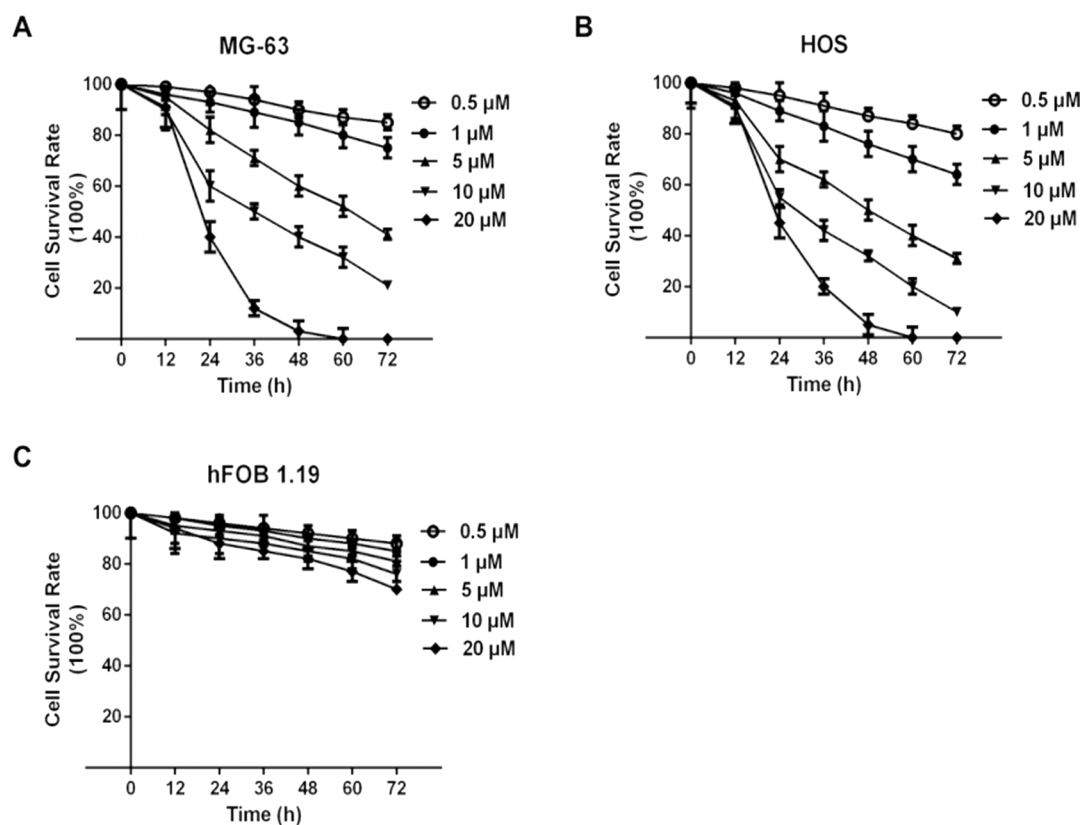 A
MG-63
100
80
60
40
20
Cell Survival Rate
(100%)
0 12 24 36 48 60 72
Time (h)
0.5 µM
1 µM
5 µM
10 µM
20 µM
B
HOS
100
80
60
40
20
Cell Survival Rate
(100%)
0 12 24 36 48 60 72
Time (h)
0.5 µM
1 µM
5 µM
10 µM
20 µM
C
hFOB 1.19
100
80
60
40
20
Cell Survival Rate
(100%)
0 12 24 36 48 60 72
Time (h)
0.5 µM
1 µM
5 µM
10 µM
20 µM